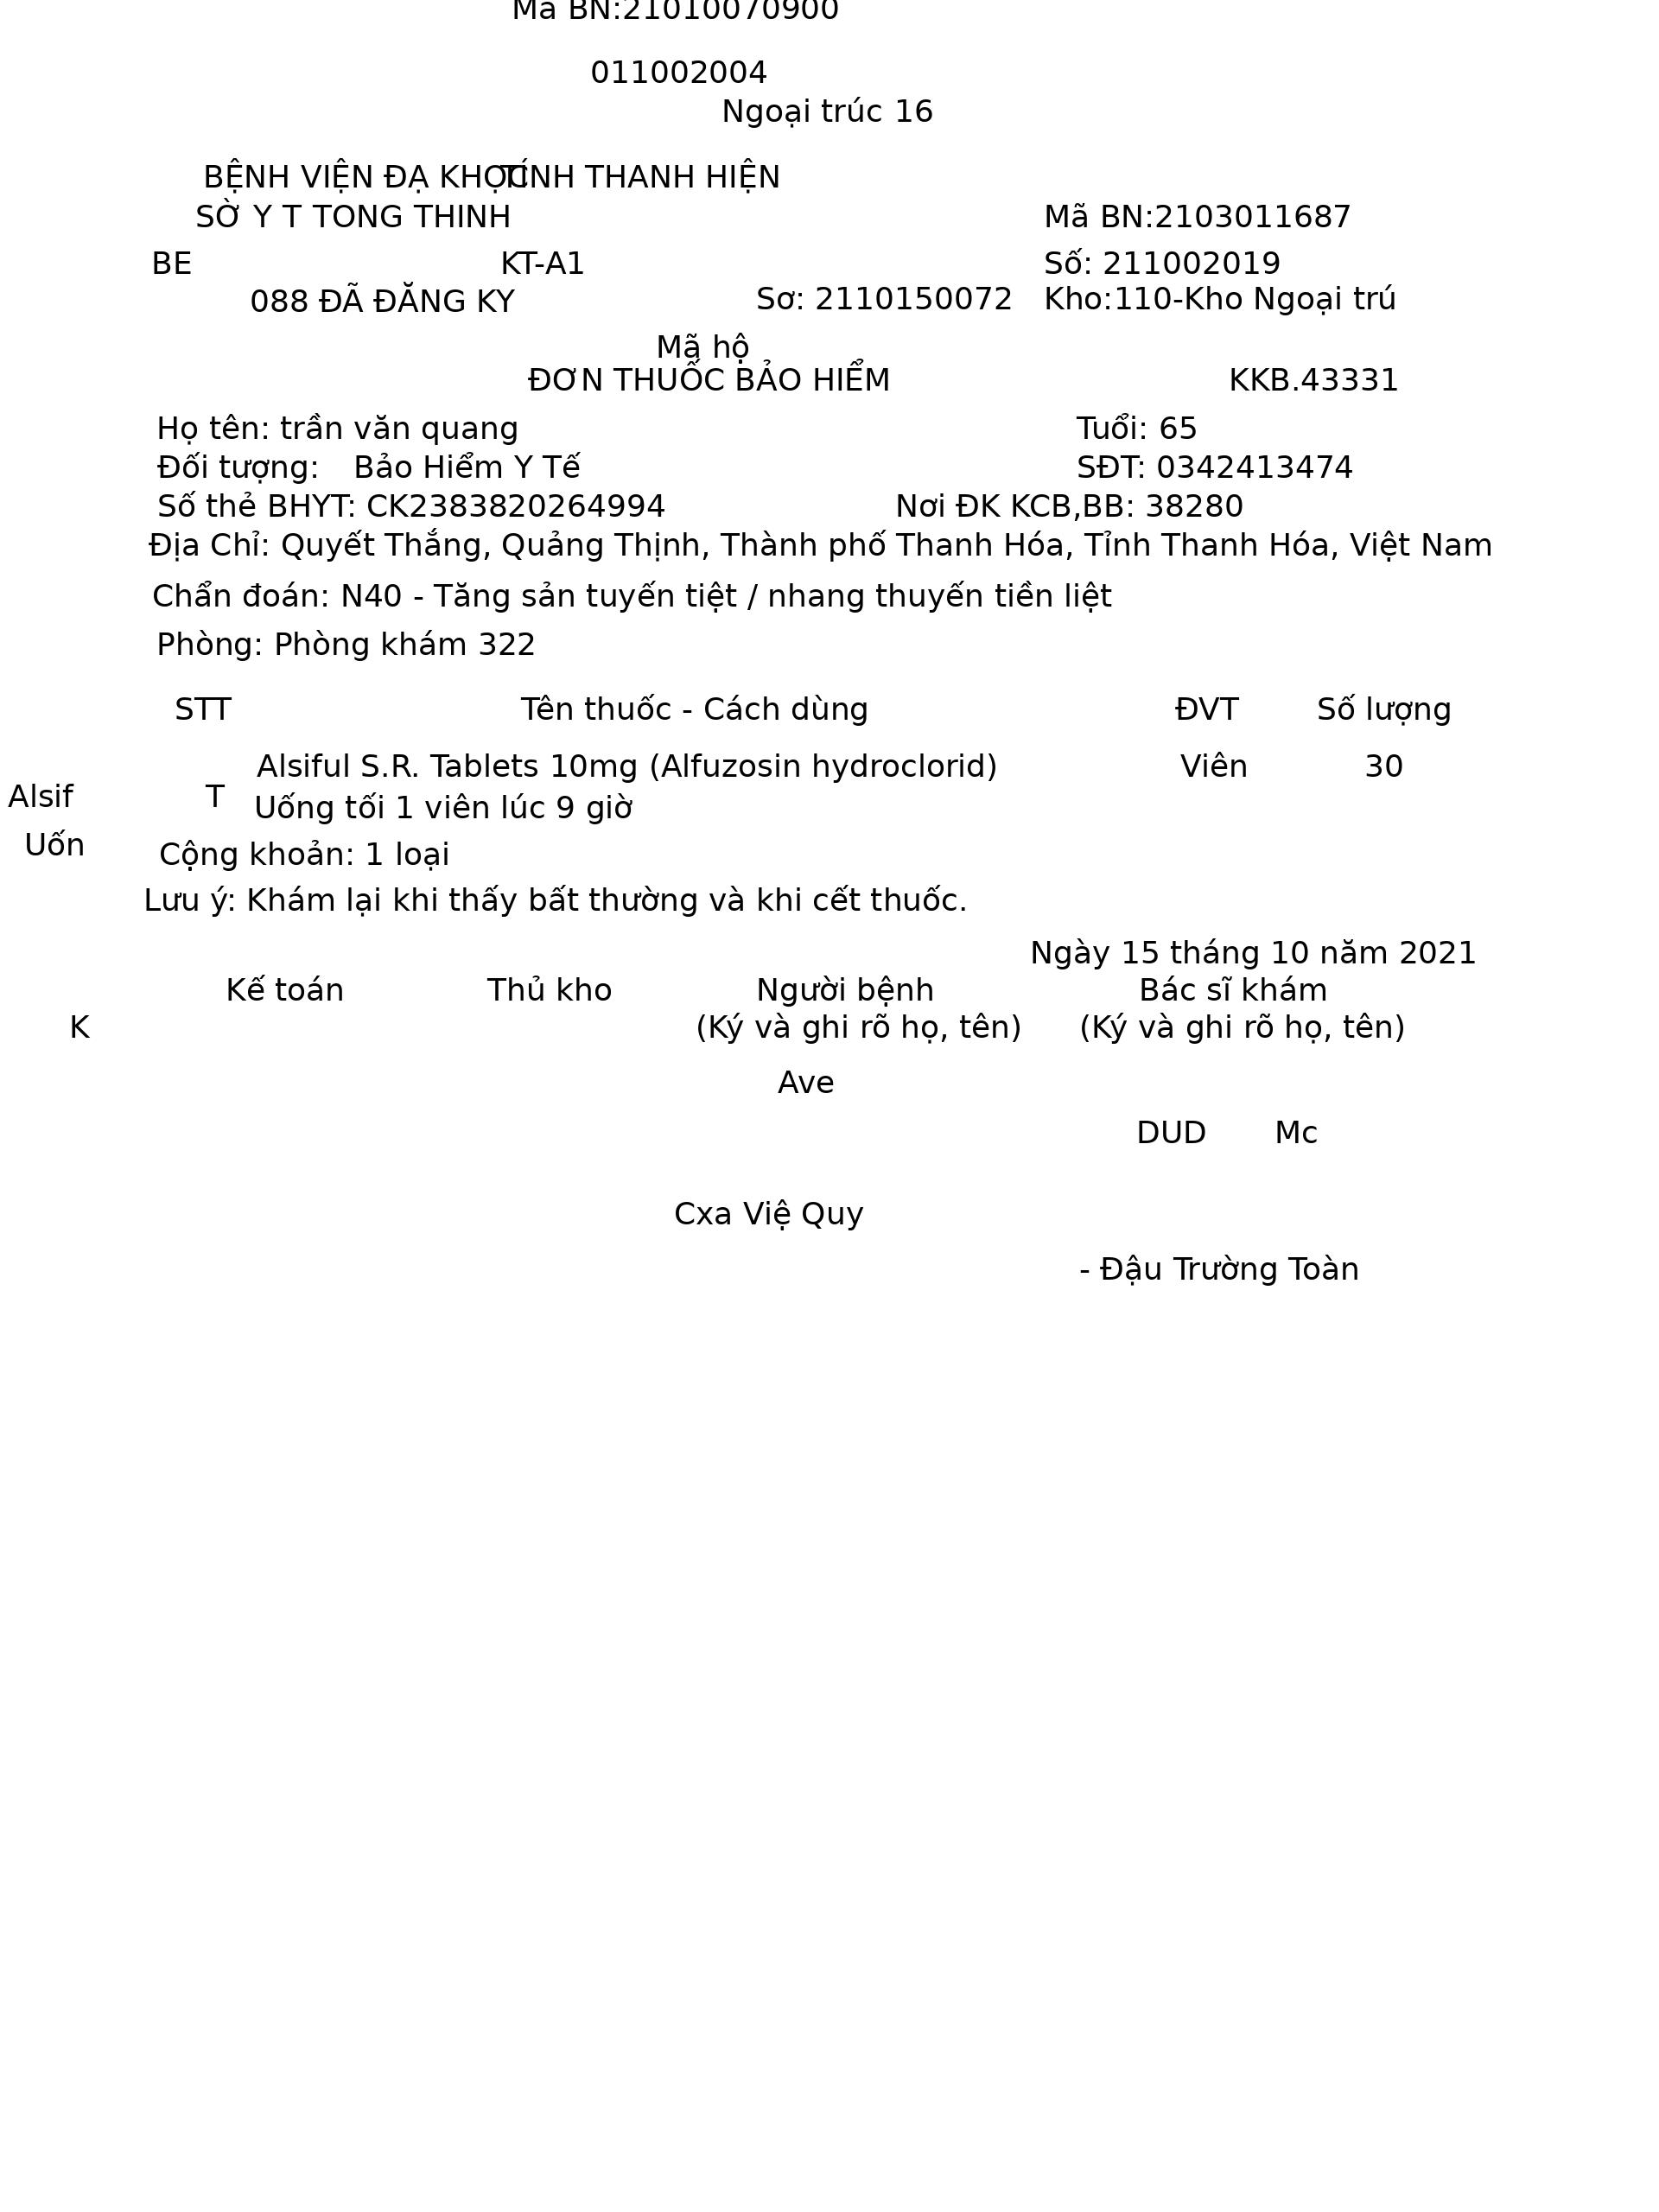 Mã BN:21010070900
011002004
Ngoại trúc 16
BỆNH VIỆN ĐẠ KHỌC TỈNH THANH HIỆN
SỜ Y T TONG THINH Mã BN:2103011687
BE KT-A1 Số: 211002019
088 ĐÃ ĐĂNG KY Sơ: 2110150072 Kho:110-Kho Ngoại trú
Mã hộ
ĐƠN THUỐC BẢO HIỂM KKB.43331
Họ tên: trần văn quang Tuổi: 65
Đối tượng: Bảo Hiểm Y Tế SĐT: 0342413474
Số thẻ BHYT: CK2383820264994 Nơi ĐK KCB,BB: 38280
Địa Chỉ: Quyết Thắng, Quảng Thịnh, Thành phố Thanh Hóa, Tỉnh Thanh Hóa, Việt Nam
Chẩn đoán: N40 - Tăng sản tuyến tiệt / nhang thuyến tiền liệt
Phòng: Phòng khám 322
STT Tên thuốc - Cách dùng ĐVT Số lượng
Alsiful S.R. Tablets 10mg (Alfuzosin hydroclorid) Viên 30
Alsif T Uống tối 1 viên lúc 9 giờ
Uốn Cộng khoản: 1 loại
Lưu ý: Khám lại khi thấy bất thường và khi cết thuốc.
Ngày 15 tháng 10 năm 2021
Kế toán Thủ kho Người bệnh Bác sĩ khám
K (Ký và ghi rõ họ, tên) (Ký và ghi rõ họ, tên)
Ave
DUD Mc
Cxa Việ Quy
- Đậu Trường Toàn